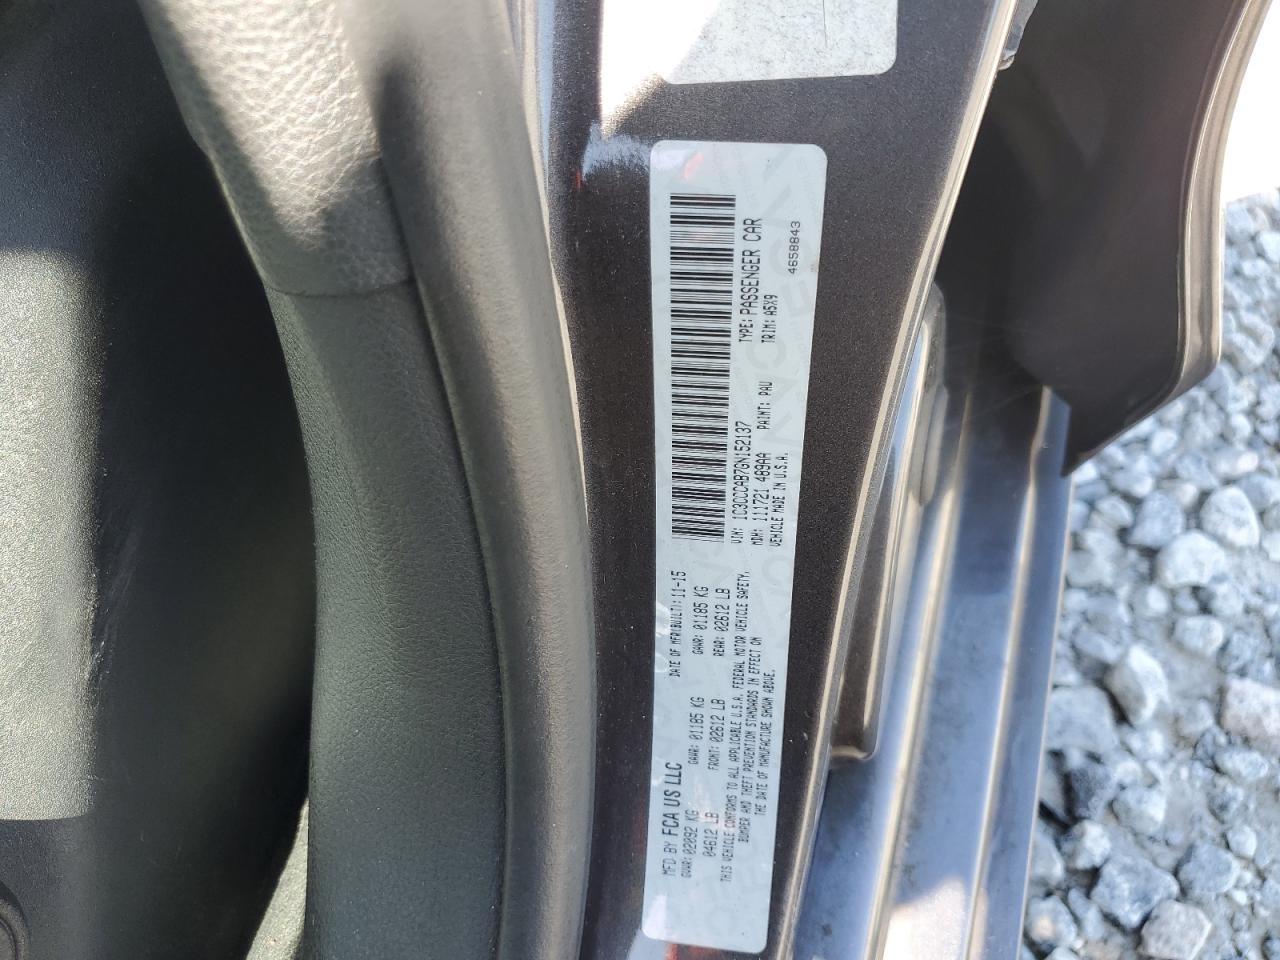 MFD BY FCA US LLC
DATE OF MFR(BUILT): 11-15
GVWR: 02092 KG
GAWR: 01185 KG
GAWR: 01185 KG
04612 LB
FRONT: 02612 LB
REAR: 02612 LB
THIS VEHICLE CONFORMS TO ALL APPLICABLE U.S.A. FEDERAL MOTOR VEHICLE SAFETY,
BUMPER AND THEFT PREVENTION STANDARDS IN EFFECT ON
THE DATE OF MANUFACTURE SHOWN ABOVE.
VIN: 1C3CCCAB7GN152137
TYPE: PASSENGER CAR
MDH: 111721 489AA
PAINT: PAU
TRIM: A5X9
VEHICLE MADE IN U.S.A.
4658843